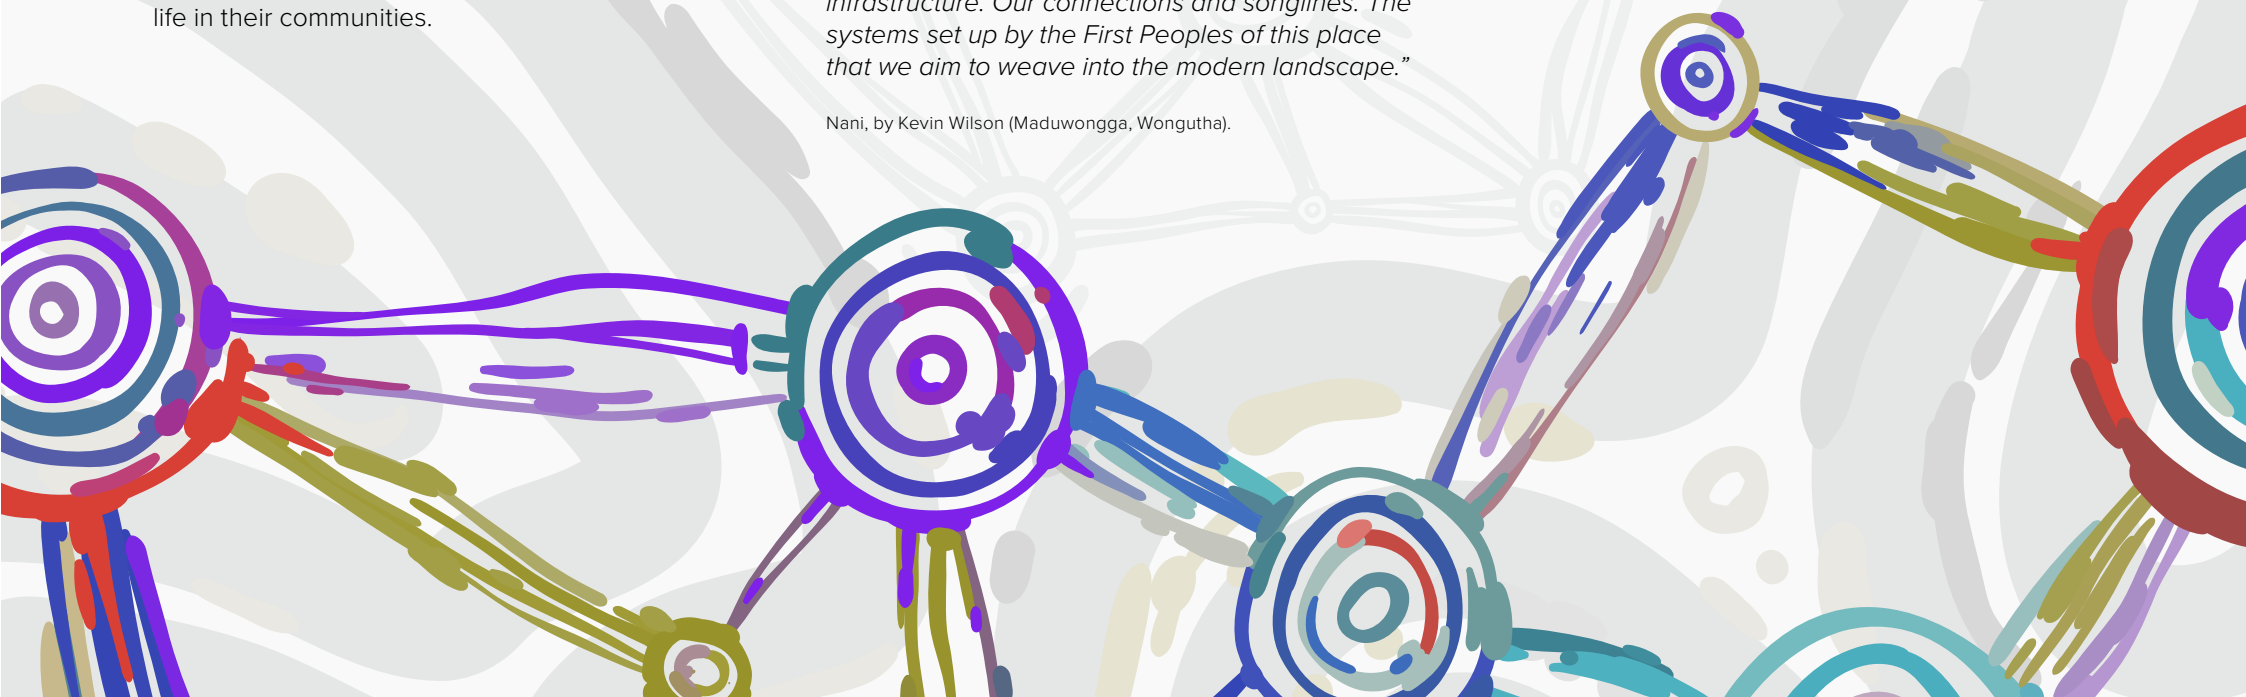 life in their communities.
infrastructure. Our connections and songlines. The
systems set up by the First Peoples of this place
that we aim to weave into the modern landscape.”
Nani, by Kevin Wilson (Maduwongga, Wongutha).